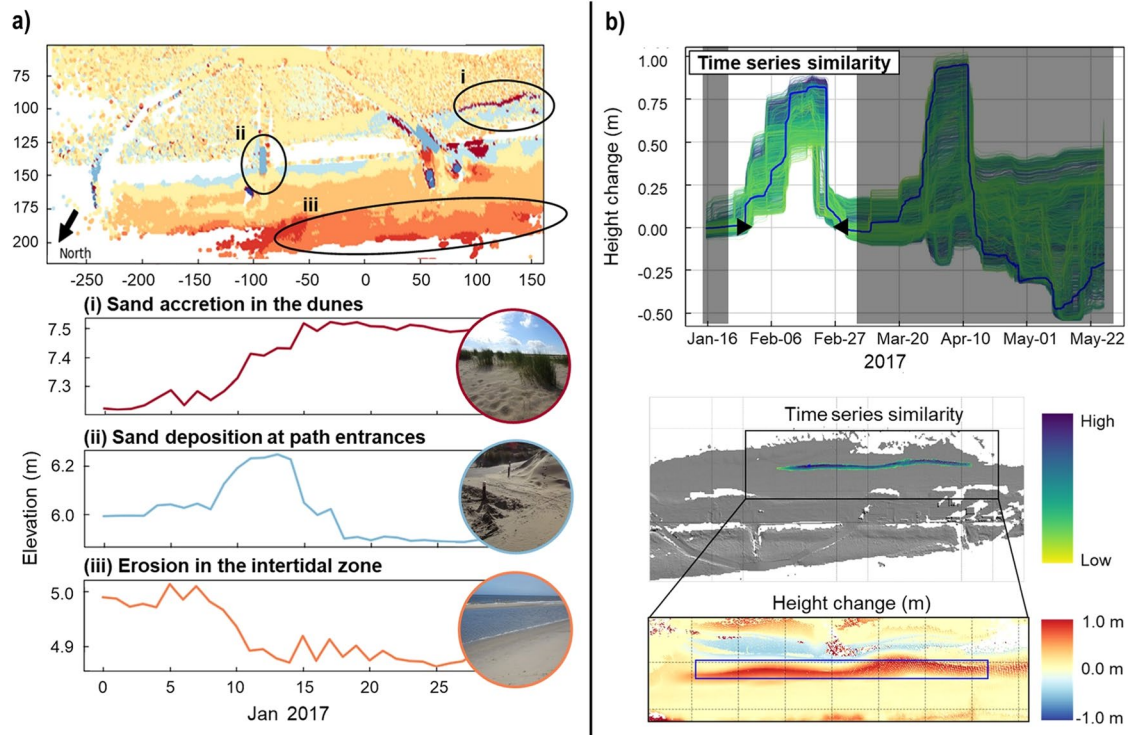 a)
75
100
125
150
175
200
i
ii
iii
North
-250 -200 -150 -100 -50 0 50 100 150
(i) Sand accretion in the dunes
7.5
7.4
7.3
(ii) Sand deposition at path entrances
6.2
6.0
Elevation (m)
(iii) Erosion in the intertidal zone
5.0
4.9
0 5 10 15 20 25
Jan 2017
b)
Time series similarity
1.00
0.75
0.50
0.25
0.00
-0.25
-0.50
Height change (m)
Jan-16 Feb-06 Feb-27 Mar-20 Apr-10 May-01 May-22
2017
Time series similarity
High
Low
Height change (m)
1.0 m
0.0 m
-1.0 m